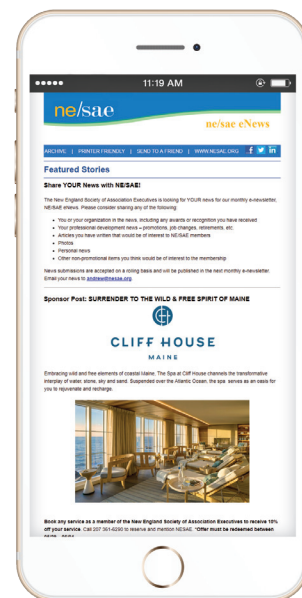 11:19 AM
ne/sae
ne/sae eNews
ARCHIVE | PRINTER FRIENDLY | SEND TO A FRIEND | WWW.NESAE.ORG
Featured Stories
Share YOUR News with NE/SAE!
The New England Society of Association Executives is looking for YOUR news for our monthly e-newsletter,
NE/SAE eNews. Please consider sharing any of the following:
• You or your organization in the news, including any awards or recognition you have received
• Your professional development news – promotions, job changes, retirements, etc.
• Articles you have written that would be of interest to NE/SAE members
• Photos
• Personal news
• Other non-promotional items you think would be of interest to the membership
News submissions are accepted on a rolling basis and will be published in the next monthly e-newsletter.
Email your news to andrew@nesae.org.
Sponsor Post: SURRENDER TO THE WILD & FREE SPIRIT OF MAINE
CLIFF HOUSE
MAINE
Embracing wild and free elements of coastal Maine, The Spa at Cliff House channels the transformative
interplay of water, stone, sky and sand. Suspended over the Atlantic Ocean, the spa serves as an oasis for
you to rejuvenate and recharge.
Book any service as a member of the New England Society of Association Executives to receive 10%
off your service. Call 207.361-6290 to reserve and mention NESAE. *Offer must be redeemed between